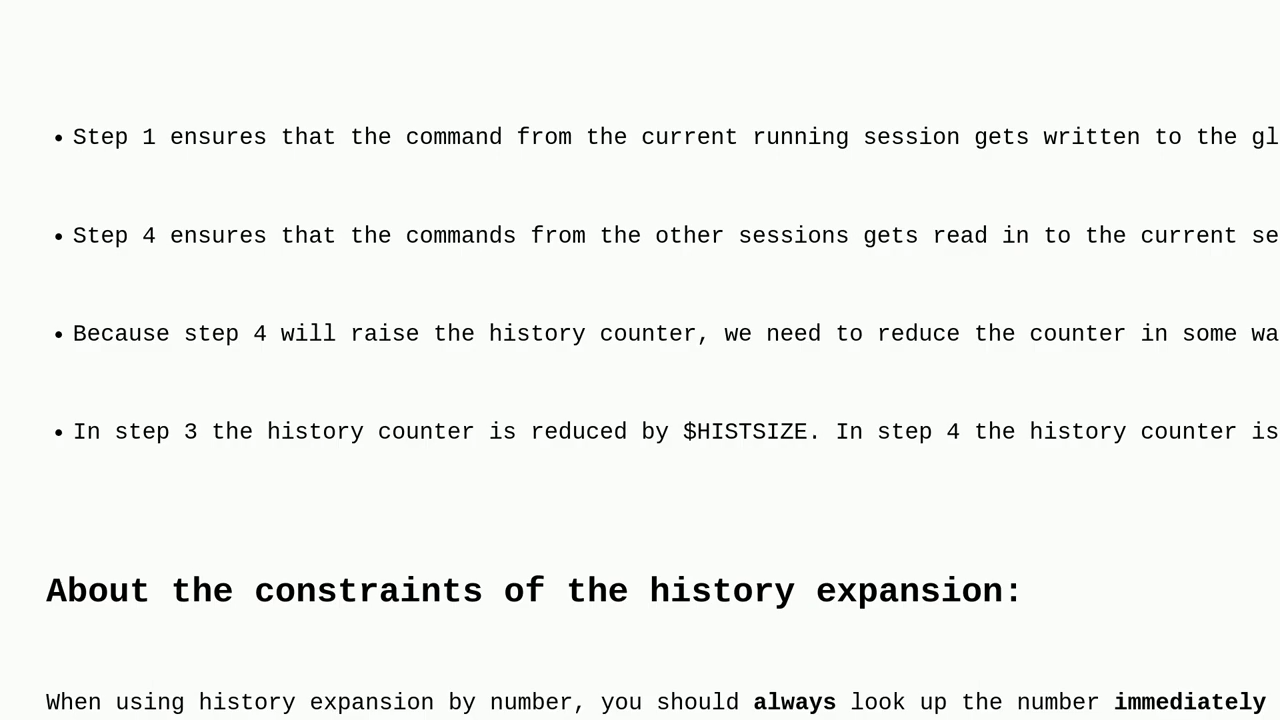 • Step 1 ensures that the command from the current running session gets written to the
• Step 4 ensures that the commands from the other sessions gets read in to the current
• Because step 4 will raise the history counter, we need to reduce the counter in some
• In step 3 the history counter is reduced by $HISTSIZE. In step 4 the history counter is
About the constraints of the history expansion:
When using history expansion by number, you should always look up the number immediately